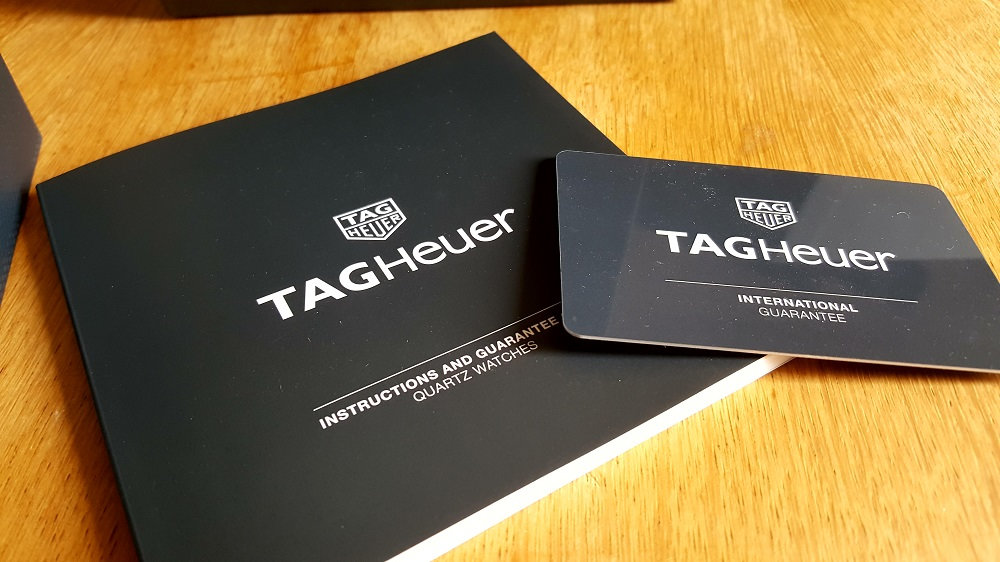 TAG
HEUER
TAGHeuer
INSTRUCTIONS AND GUARANTEE
QUARTZ WATCHES
TAG
HEUER
TAGHeuer
INTERNATIONAL
GUARANTEE